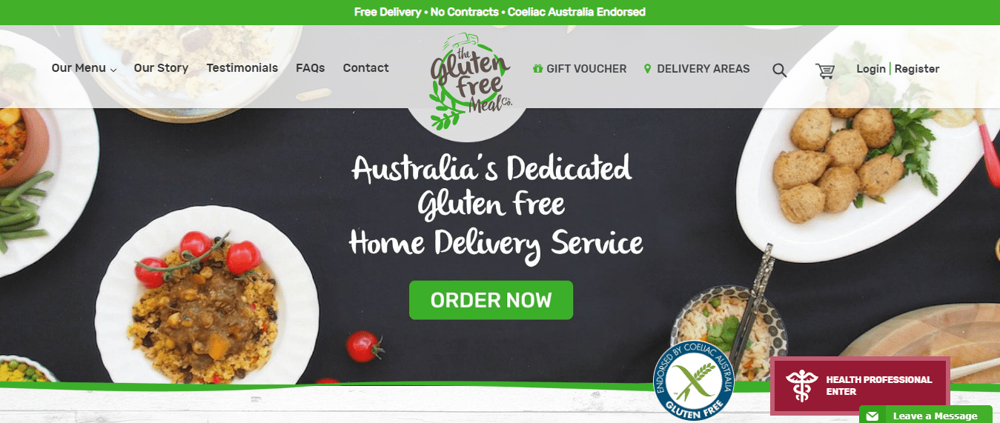 Free Delivery • No Contracts • Coeliac Australia Endorsed
Our Menu
Our Story
Testimonials
FAQs
Contact
the
Gluten
free
Meal Co.
GIFT VOUCHER
DELIVERY AREAS
Login | Register
Australia's Dedicated
Gluten Free
Home Delivery Service
ORDER NOW
ENDORSED BY COELIAC AUSTRALIA
GLUTEN FREE
HEALTH PROFESSIONAL
ENTER
Leave a Message